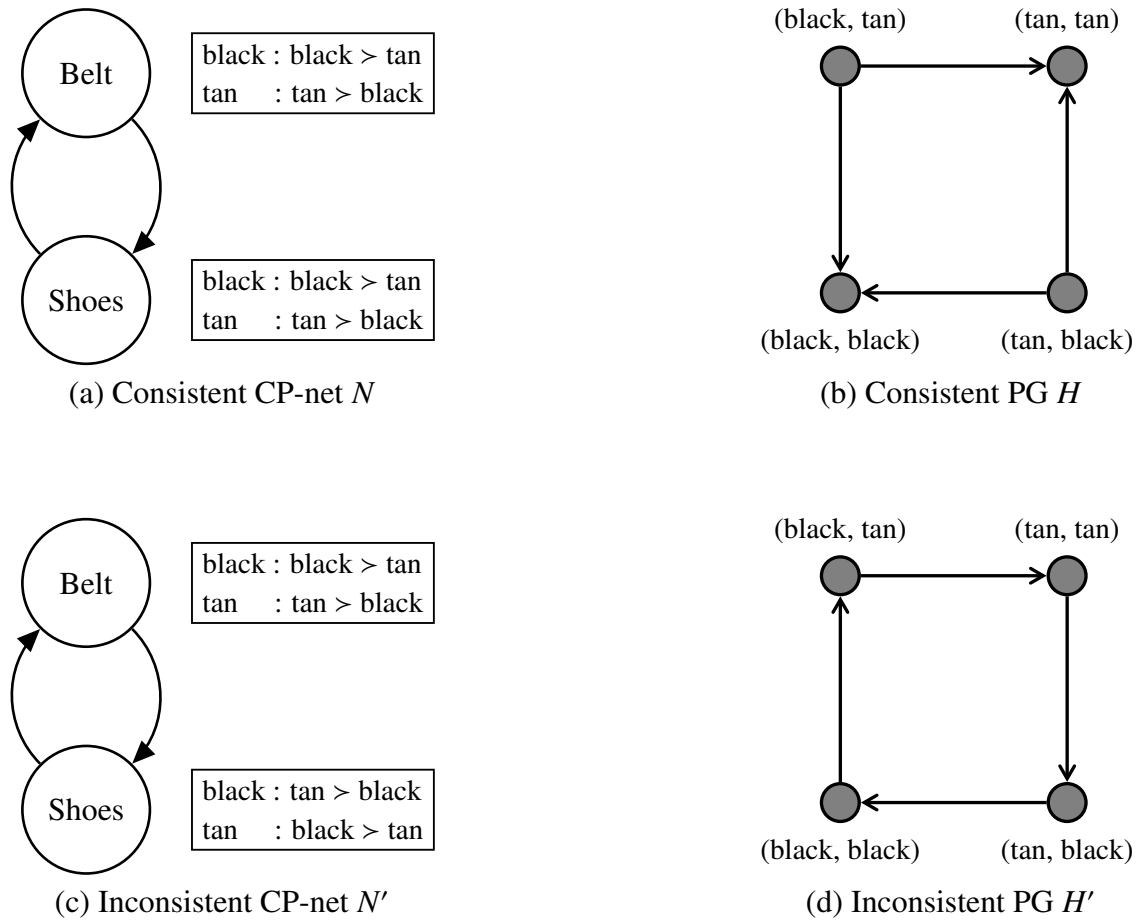 Belt
black : black ≻ tan
tan : tan ≻ black
Shoes
black : black ≻ tan
tan : tan ≻ black
(a) Consistent CP-net N
(black, tan)
(tan, tan)
(black, black)
(tan, black)
(b) Consistent PG H
Belt
black : black ≻ tan
tan : tan ≻ black
Shoes
black : tan ≻ black
tan : black ≻ tan
(c) Inconsistent CP-net N′
(black, tan)
(tan, tan)
(black, black)
(tan, black)
(d) Inconsistent PG H′